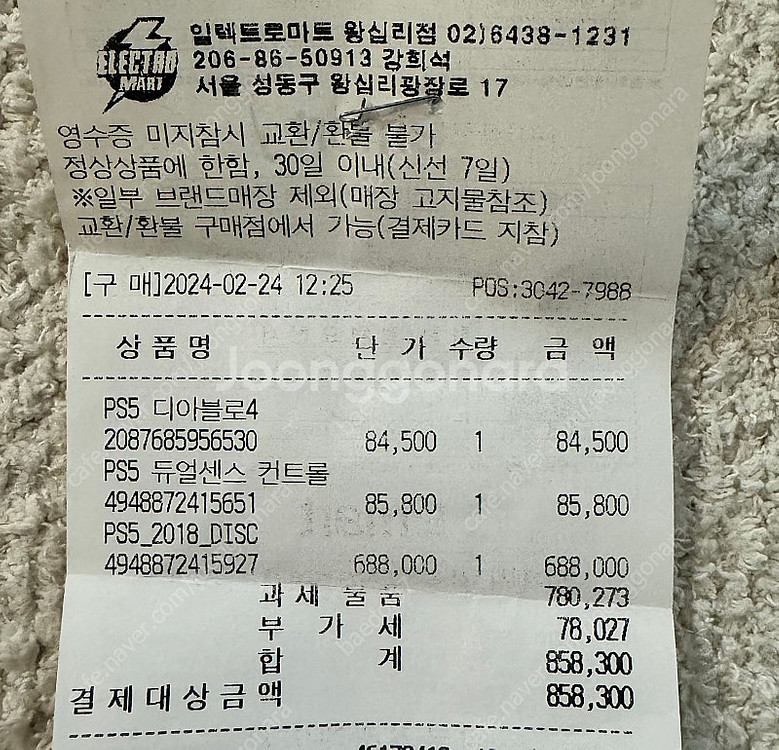 ELECTRO
MART
일렉트로마트 왕십리점 02)6438-1231
206-86-50913 강희석
서울 성동구 왕십리광장로 17
영수증 미지참시 교환/환불 불가
정상상품에 한함, 30일 이내(신선 7일)
※일부 브랜드매장 제외(매장 고지물참조)
교환/환불 구매점에서 가능(결제카드 지참)
[구 매]2024-02-24 12:25 POS:3042-7988
상 품 명 단 가 수량 금 액
Joonggonara
PS5 디아블로4
2087685956530 84,500 1 84,500
PS5 듀얼센스 컨트롤
4948872415651 85,800 1 85,800
PS5_2018_DISC
4948872415927 688,000 1 688,000
과 세 물 품 780,273
부 가 세 78,027
합 계 858,300
결 제 대 상 금 액 858,300